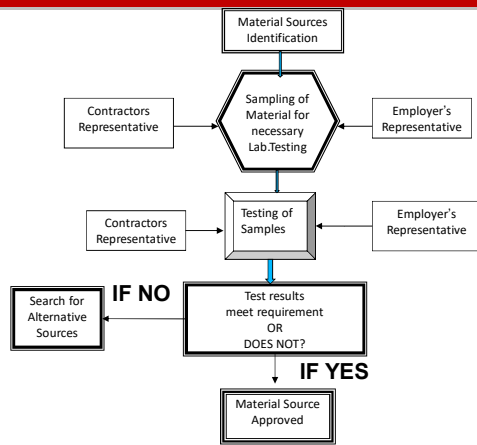 Material Sources
Identification
Sampling of
Material for
necessary
Lab.Testing
Contractors
Representative
Employer's
Representative
Testing of
Samples
Contractors
Representative
Employer's
Representative
Test results
meet requirement
OR
DOES NOT?
IF NO
Search for
Alternative
Sources
IF YES
Material Source
Approved